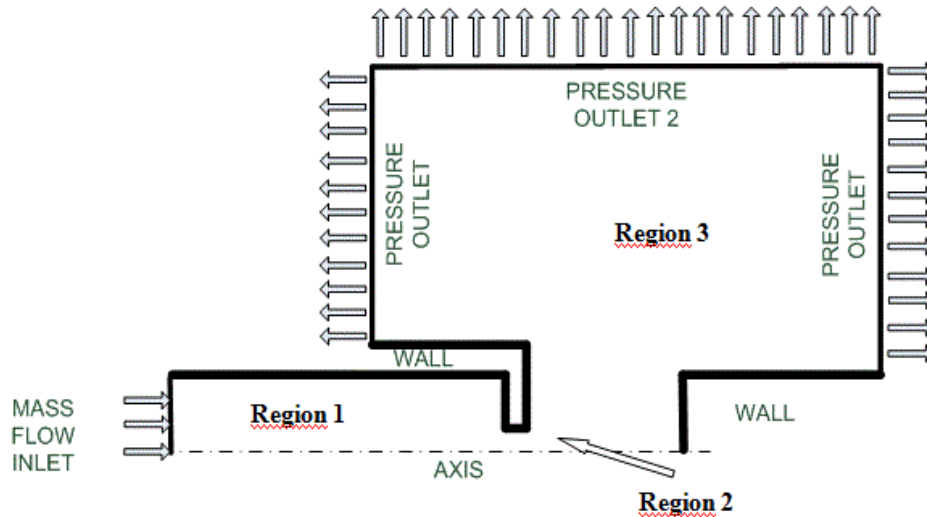 PRESSURE
OUTLET 2
PRESSURE
OUTLET
PRESSURE
OUTLET
Region 3
WALL
MASS
FLOW
INLET
Region 1
WALL
AXIS
Region 2